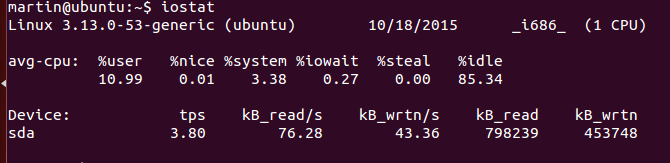 martin@ubuntu:~$ iostat
Linux 3.13.0-53-generic (ubuntu) 10/18/2015 _i686_ (1 CPU)
avg-cpu: %user %nice %system %iowait %steal %idle
10.99 0.01 3.38 0.27 0.00 85.34
Device: tps kB_read/s kB_wrtn/s kB_read kB_wrtn
sda 3.80 76.28 43.36 798239 453748